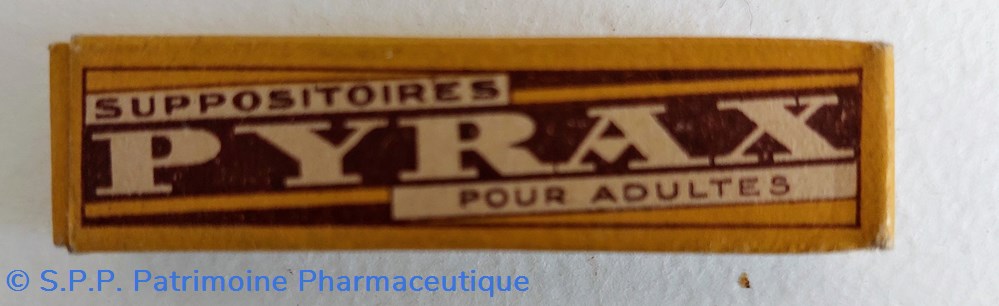 SUPPOSITOIRES
PYRAX
POUR ADULTES
© S.P.P. Patrimoine Pharmaceutique